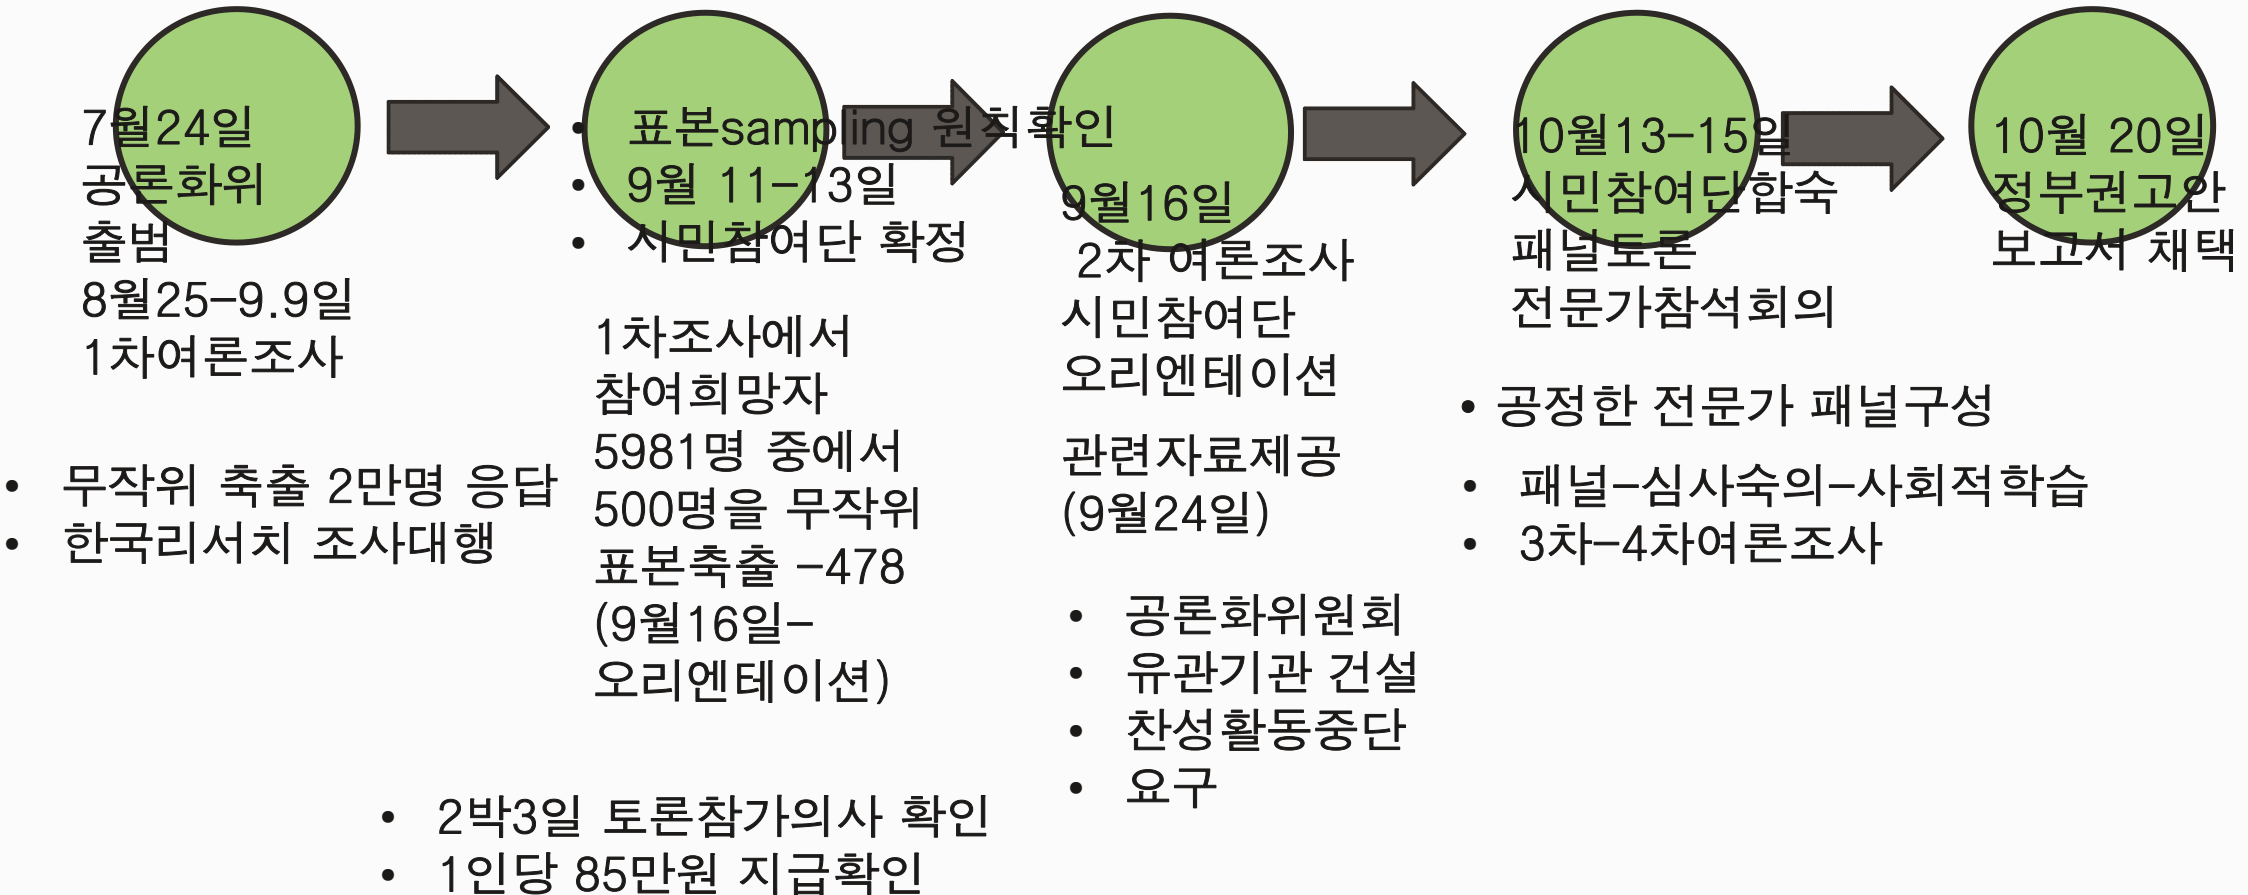 7월24일
공론화위
출범
8월25-9.9일
1차여론조사
• 무작위 축출 2만명 응답
• 한국리서치 조사대행
• 표본sampling 원칙확인
• 9월 11-13일
• 시민참여단 확정
1차조사에서
참여희망자
5981명 중에서
500명을 무작위
표본축출 -478
(9월16일-
오리엔테이션)
• 2박3일 토론참가의사 확인
• 1인당 85만원 지급확인
9월16일
2차 여론조사
시민참여단
오리엔테이션
관련자료제공
(9월24일)
• 공론화위원회
• 유관기관 건설
• 찬성활동중단
• 요구
10월13-15일
시민참여단합숙
패널토론
전문가참석회의
• 공정한 전문가 패널구성
• 패널-심사숙의-사회적학습
• 3차-4차여론조사
10월 20일
정부권고안
보고서 채택